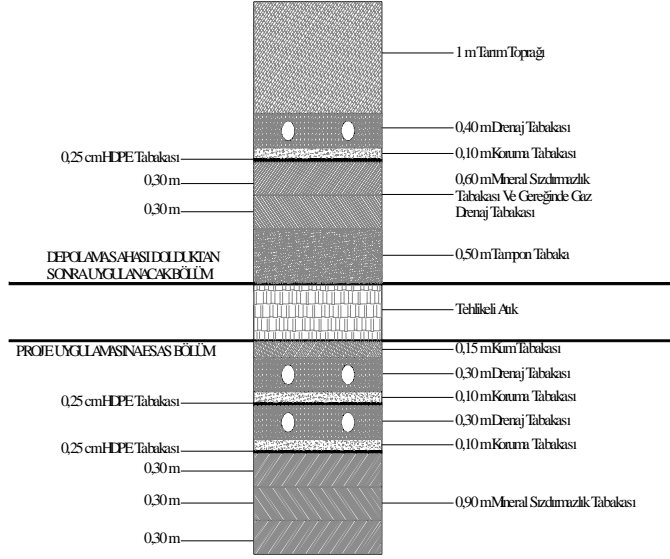 1 m Tarım Toprağı
0,40 m Drenaj Tabakası
0,10 m Koruma Tabakası
0,25 cm HDPE Tabakası
0,30 m
0,60 m Mineral Sızdırmazlık
Tabakası Ve Gereğinde Gaz
Drenaj Tabakası
0,30 m
0,50 m Tampon Tabaka
DEPOLAMA SAHASI DOLDUKTAN
SONRA UYGULANACAK BÖLÜM
Tehlikeli Atık
PROJE UYGULAMASINA ESAS BÖLÜM
0,15 m Kum Tabakası
0,30 m Drenaj Tabakası
0,10 m Koruma Tabakası
0,25 cm HDPE Tabakası
0,30 m Drenaj Tabakası
0,10 m Koruma Tabakası
0,25 cm HDPE Tabakası
0,30 m
0,30 m
0,90 m Mineral Sızdırmazlık Tabakası
0,30 m